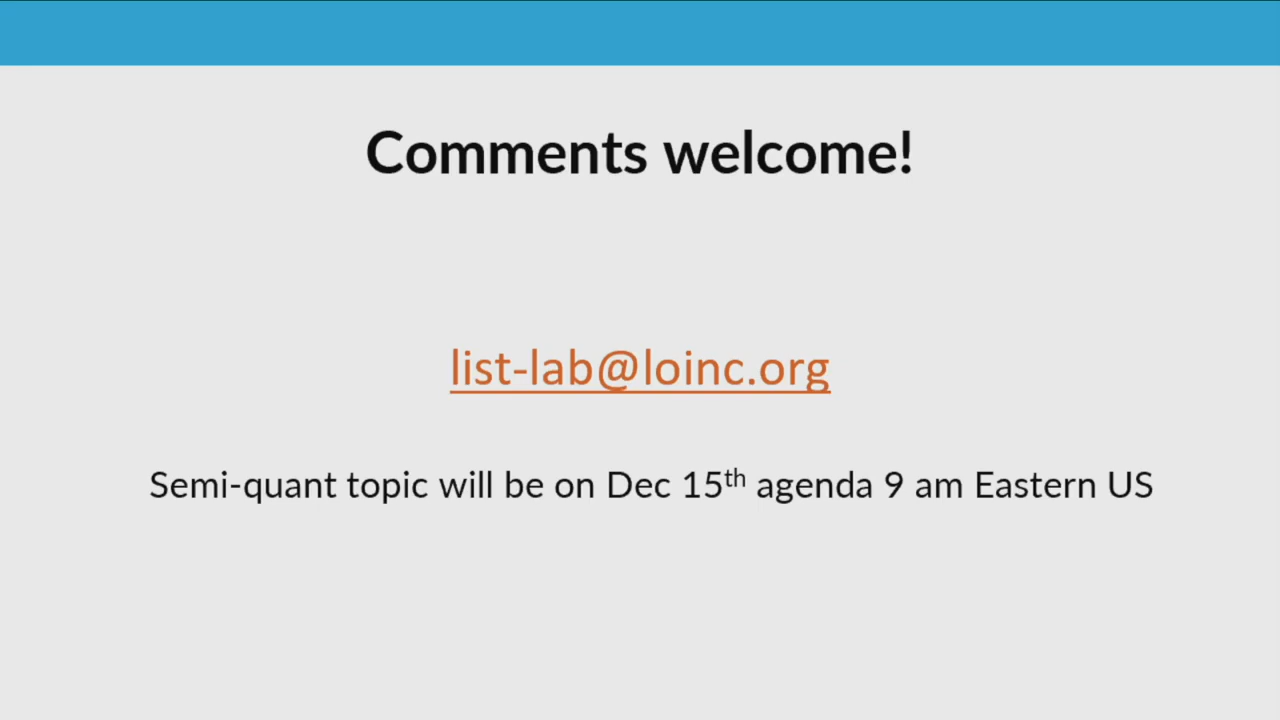 Comments welcome!
list-lab@loinc.org
Semi-quant topic will be on Dec 15th agenda 9 am Eastern US